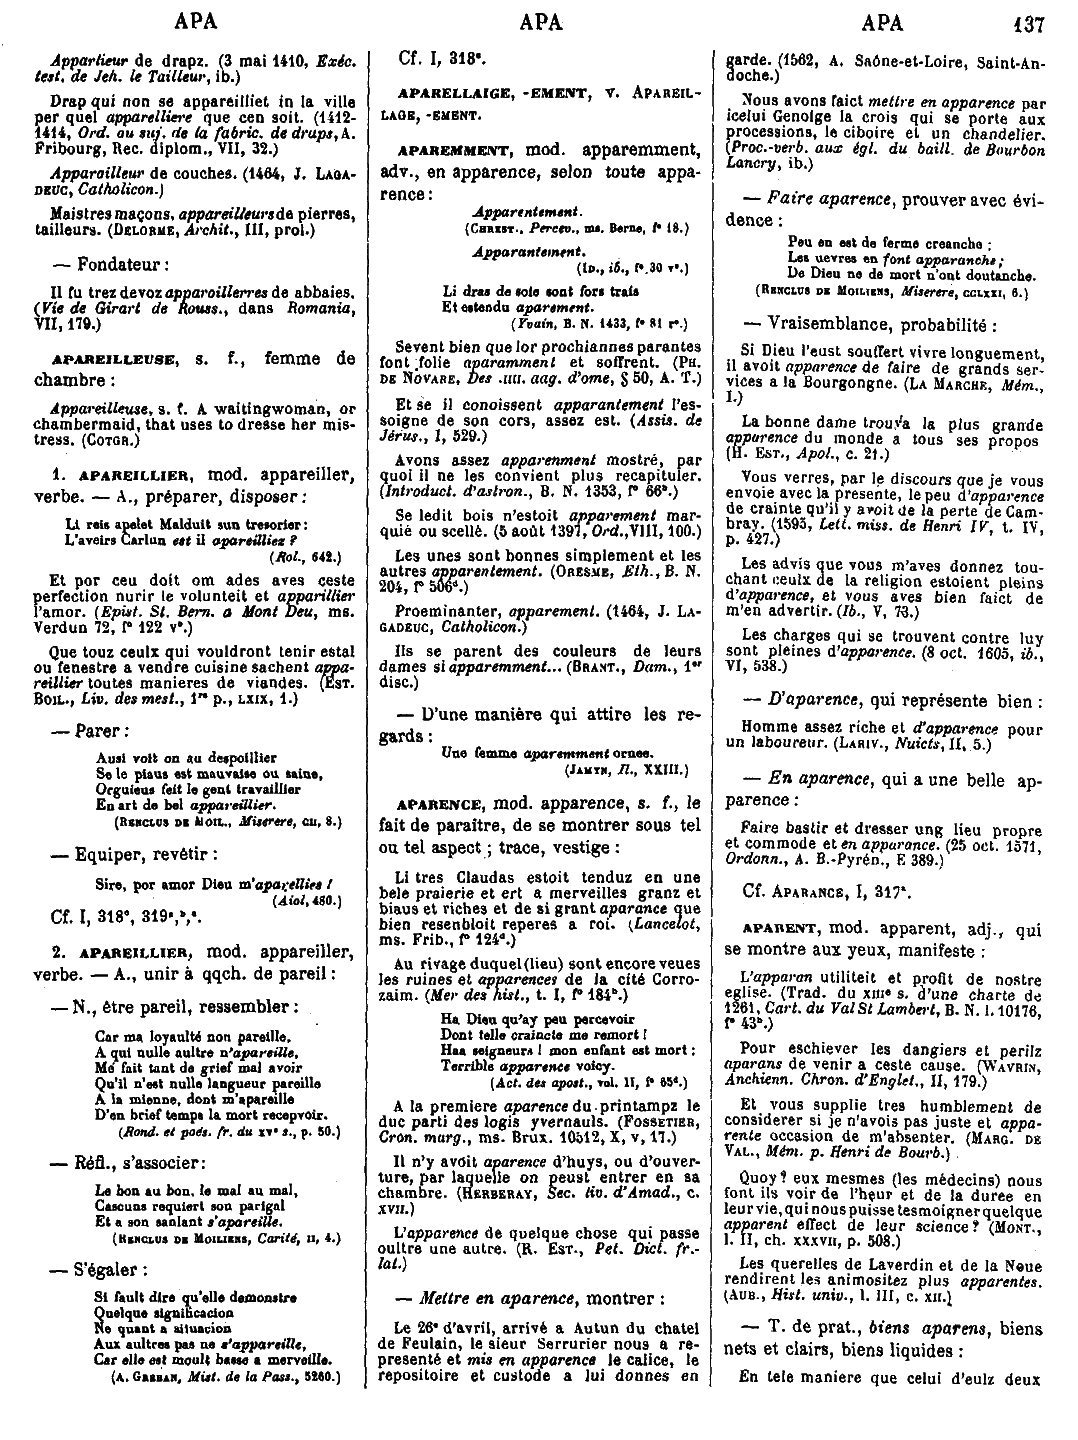 APA
APA
APA
137
Appartieur de drapz. (3 mai 1410, Exéc.
test. de Jeh. le Tailleur, ib.)
Drap qui non se appareilliet in la ville
per quel apparelliere que cen soit. (1412-
1414, Ord. ou suj. de la fabric. de draps, A.
Fribourg, Rec. diplom., VII, 32.)
Apparailleur de couches. (1464, J. LAGA-
DEUC, Catholicon.)
Maistres maçons, appareilleurs de pierres,
tailleurs. (DELORME, Archit., III, prol.)
— Fondateur :
Il fu trez devoz apparoillerres de abbaies.
(Vie de Girart de Rouss., dans Romania,
VII, 179.)
APAREILLEUSE, s. f., femme de
chambre :
Appareilleuse, s. f. A waitingwoman, or
chambermaid, that uses to dresse her mis-
tress. (COTGR.)
1. APAREILLIER, mod. appareiller,
verbe. — A., préparer, disposer :
Li reis apelet Malduit sun tresorier :
L'aveirs Carlun est il apareilliez ?
(Rol., 642.)
Et por ceu doit om ades aves ceste
perfection nurir le volunteit et apparillier
l'amor. (Epist. St. Bern. a Mont Deu, ms.
Verdun 72, f° 122 v°.)
Que touz ceulx qui vouldront tenir estal
ou fenestre a vendre cuisine sachent appa-
reillier toutes manieres de viandes. (EST.
BOIL., Liv. des mest., 1re p., LXIX, 1.)
— Parer :
Ausi voit on au despoillier
Se le piaus est mauvaise ou saine,
Orguieus feit le gent travaillier
En art de bel appareillier.
(RENCLUS DE MOIL., Miserere, CII, 8.)
— Equiper, revêtir :
Sire, por amor Dieu m'aparellies !
(Aiol, 480.)
Cf. I, 318c, 319a,b,c.
2. APAREILLIER, mod. appareiller,
verbe. — A., unir à qqch. de pareil :
— N., être pareil, ressembler :
Car ma loyaulté non pareille,
A qui nulle aultre n'apareille,
Me fait tant de grief mal avoir
Qu'il n'est nulle langueur pareille
A la mienne, dont m'apareille
D'en brief temps la mort recepvoir.
(Rond. et poés. fr. du XVe s., p. 50.)
— Réfl., s'associer :
Le bon au bon, le mal au mal,
Cascuns requiert son parigal
Et a son sanlant s'apareille.
(RENCLUS DE MOILIENS, Carité, II, 4.)
— S'égaler :
Si fault dire qu'elle demonstre
Quelque significacion
Ne quant a situacion
Aux aultres pas ne s'appareille,
Car elle est moult basse a merveille.
(A. GREBAN, Mist. de la Pass., 5260.)
Cf. I, 318c.
APARELLAIGE, -EMENT, v. APAREIL-
LAGE, -EMENT.
APAREMMENT, mod. apparemment,
adv., en apparence, selon toute appa-
rence :
Apparentement.
(CHREST., Percev., ms. Berne, f° 18.)
Apparantement.
(ID., ib., f° 30 v°.)
Li dras de soie sont fors trais
Et estendu aparement.
(Yvain, B. N. 1433, f° 81 r°.)
Sevent bien que lor prochiannes parantes
font folie aparamment et soffrent. (PH.
DE NOVARE, Des .IIII. aag. d'ome, § 50, A. T.)
Et se il conoissent apparantement l'es-
soigne de son cors, assez est. (Assis. de
Jérus., I, 529.)
Avons assez apparenment mostré, par
quoi il ne les convient plus recapituler.
(Introduct. d'astron., B. N. 1353, f° 66a.)
Se ledit bois n'estoit apparement mar-
quié ou scellé. (5 août 1397, Ord., VIII, 100.)
Les unes sont bonnes simplement et les
autres apparentement. (ORESME, Eth., B. N.
204, f° 506d.)
Proeminanter, apparement. (1464, J. LA-
GADEUC, Catholicon.)
Ils se parent des couleurs de leurs
dames si apparemment... (BRANT., Dam., 1er
disc.)
— D'une manière qui attire les re-
gards :
Une femme aparemment ornee.
(JAMYN, Il., XXIII.)
APARENCE, mod. apparence, s. f., le
fait de paraître, de se montrer sous tel
ou tel aspect ; trace, vestige :
Li tres Claudas estoit tenduz en une
bele praierie et ert a merveilles granz et
biaus et riches et de si grant aparance que
bien resenbloit reperes a roi. (Lancelot,
ms. Frib., f° 124d.)
Au rivage duquel (lieu) sont encore veues
les ruines et apparences de la cité Corro-
zaim. (Mer des hist., t. I, f° 184b.)
Ha Dieu qu'ay peu percevoir
Dont telle craincte me remort !
Haa seigneurs ! mon enfant est mort :
Terrible apparence voicy.
(Act. des apost., vol. II, f° 65d.)
A la premiere aparence du printampz le
duc parti des logis yvernauls. (FOSSETIER,
Cron. marg., ms. Brux. 10512, X, v, 17.)
Il n'y avoit aparence d'huys, ou d'ouver-
ture, par laquelle on peust entrer en sa
chambre. (HERBERAY, Sec. liv. d'Amad., c.
XVII.)
L'apparence de quelque chose qui passe
oultre une autre. (R. EST., Pet. Dict. fr.-
lat.)
— Mettre en aparence, montrer :
Le 26e d'avril, arrivé a Autun du chatel
de Feulain, le sieur Serrurier nous a re-
presenté et mis en apparence le calice, le
repositoire et custode a lui donnes en
garde. (1562, A. Saône-et-Loire, Saint-An-
doche.)
Nous avons faict mettre en apparence par
icelui Genolge la crois qui se porte aux
processions, le ciboire et un chandelier.
(Proc.-verb. aux égl. du baill. de Bourbon
Lancry, ib.)
— Faire aparence, prouver avec évi-
dence :
Peu en est de ferme creanche ;
Les uevres en font apparanche ;
De Dieu ne de mort n'ont doutanche.
(RENCLUS DE MOILIENS, Miserere, CCLXXI, 6.)
— Vraisemblance, probabilité :
Si Dieu l'eust souffert vivre longuement,
il avoit apparence de faire de grands ser-
vices a la Bourgongne. (LA MARCHE, Mém.,
I.)
La bonne dame trouva la plus grande
apparence du monde a tous ses propos
(H. EST., Apol., c. 21.)
Vous verres, par le discours que je vous
envoie avec la presente, le peu d'apparence
de crainte qu'il y avoit de la perte de Cam-
bray. (1595, Lett. miss. de Henri IV, t. IV,
p. 427.)
Les advis que vous m'aves donnez tou-
chant ceulx de la religion estoient pleins
d'apparence, et vous aves bien faict de
m'en advertir. (Ib., V, 73.)
Les charges qui se trouvent contre luy
sont pleines d'apparence. (8 oct. 1605, ib.,
VI, 538.)
— D'aparence, qui représente bien :
Homme assez riche et d'apparence pour
un laboureur. (LARIV., Nuicts, II, 5.)
— En aparence, qui a une belle ap-
parence :
Faire bastir et dresser ung lieu propre
et commode et en apparance. (25 oct. 1571,
Ordonn., A. B.-Pyrén., E 389.)
Cf. APARANCE, I, 317a.
APARENT, mod. apparent, adj., qui
se montre aux yeux, manifeste :
L'apparan utiliteit et profit de nostre
eglise. (Trad. du XIIIe s. d'une charte de
1261, Cart. du Val St Lambert, B. N. l. 10176,
f° 43b.)
Pour eschiever les dangiers et perilz
aparans de venir a ceste cause. (WAVRIN,
Anchienn. Chron. d'Englet., II, 179.)
Et vous supplie tres humblement de
considerer si je n'avois pas juste et appa-
rente occasion de m'absenter. (MARG. DE
VAL., Mém. p. Henri de Bourb.)
Quoy ? eux mesmes (les médecins) nous
font ils voir de l'heur et de la durée en
leur vie, qui nous puisse tesmoigner quelque
apparent effect de leur science ? (MONT.,
l. II, ch. XXXVII, p. 508.)
Les querelles de Laverdin et de la Noue
rendirent les animositez plus apparentes.
(AUB., Hist. univ., l. III, c. XII.)
— T. de prat., biens aparens, biens
nets et clairs, biens liquides :
En tele maniere que celui d'eulz deux